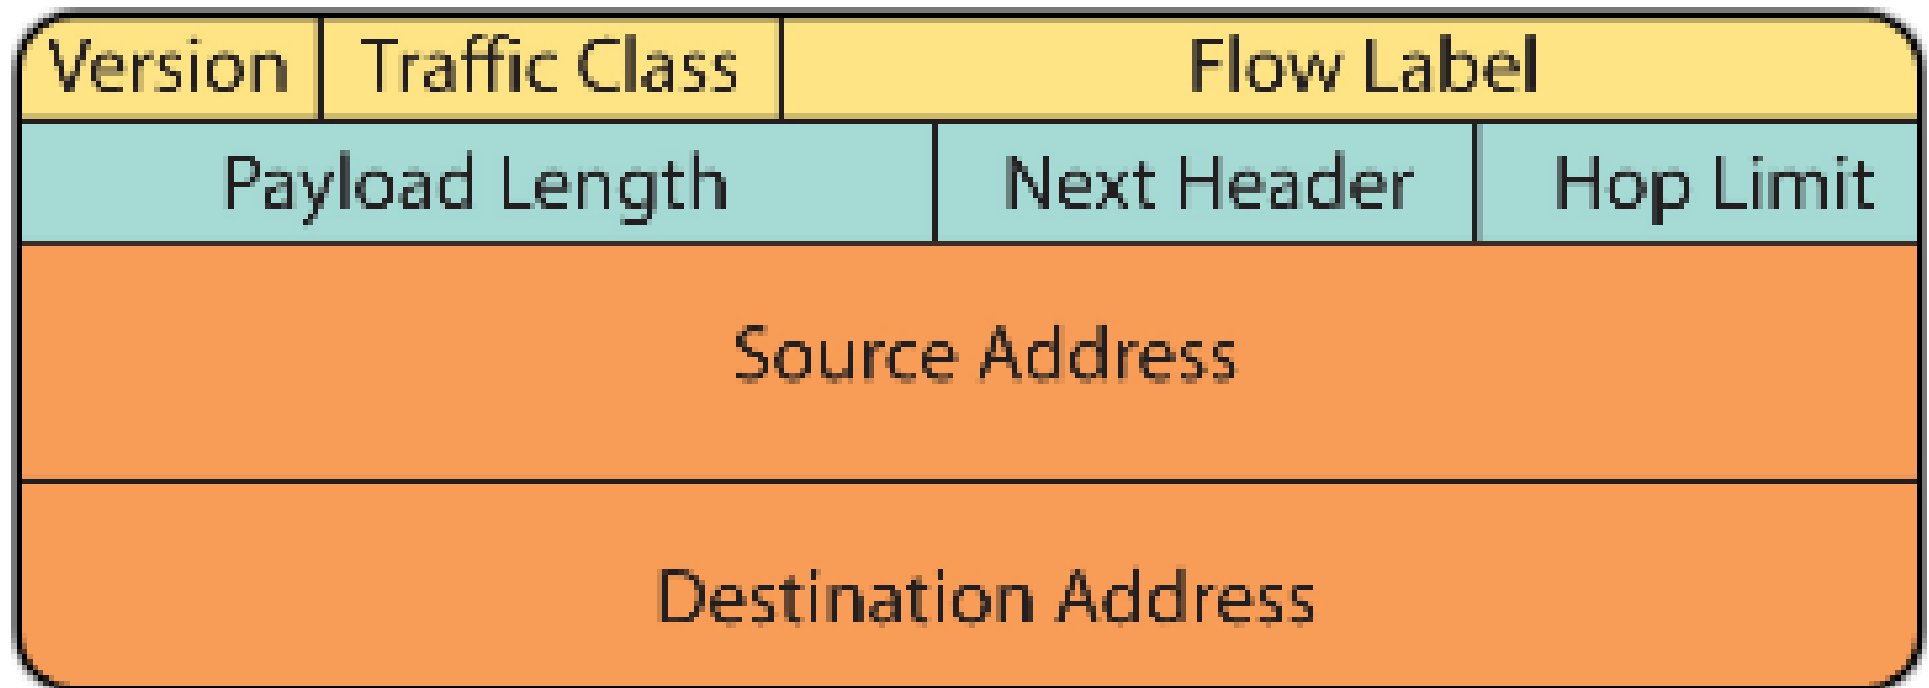 Version Traffic Class Flow Label
Payload Length Next Header Hop Limit
Source Address
Destination Address